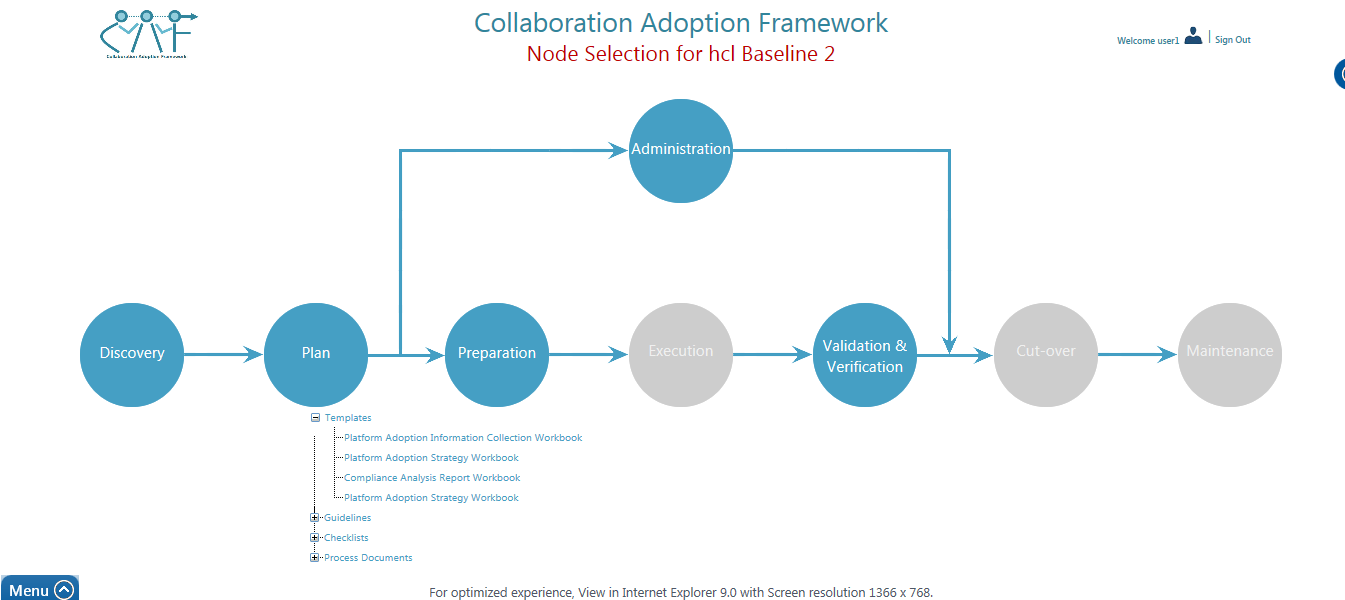 Collaboration Adoption Framework
Collaboration Adoption Framework
Node Selection for hcl Baseline 2
Welcome user1
Sign Out
Administration
Discovery
Plan
Preparation
Execution
Validation &
Verification
Cut-over
Maintenance
Templates
Platform Adoption Information Collection Workbook
Platform Adoption Strategy Workbook
Compliance Analysis Report Workbook
Platform Adoption Strategy Workbook
Guidelines
Checklists
Process Documents
Menu
For optimized experience, View in Internet Explorer 9.0 with Screen resolution 1366 x 768.